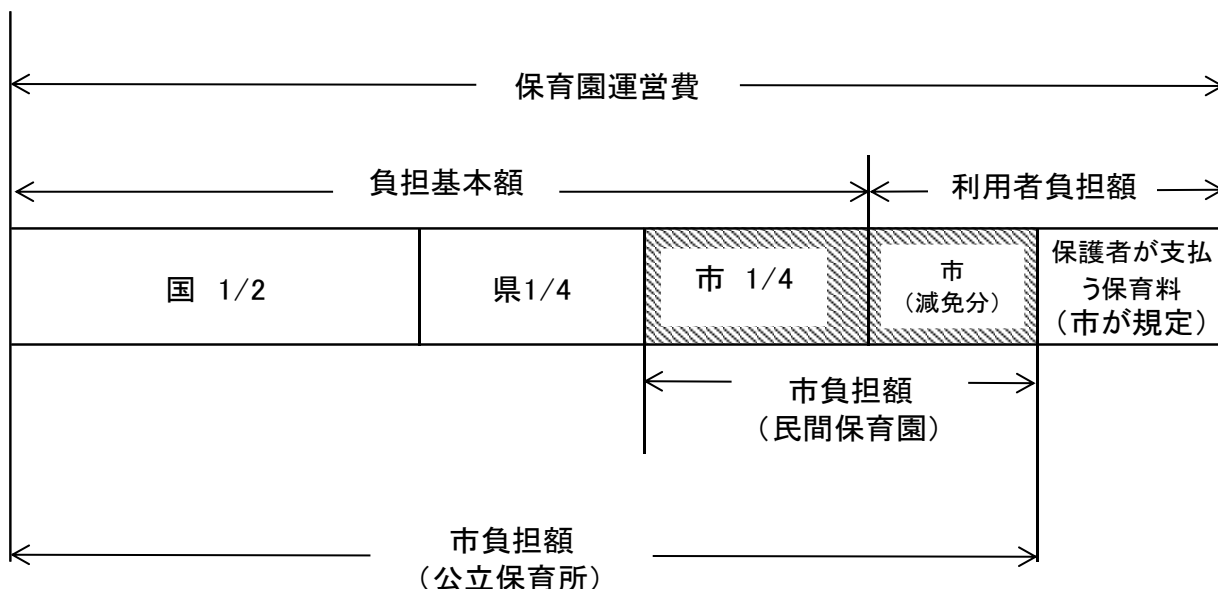 保育園運営費
負担基本額
利用者負担額
国 1/2
県1/4
市 1/4
市
(減免分)
保護者が支払
う保育料
(市が規定)
市負担額
(民間保育園)
市負担額
(公立保育所)